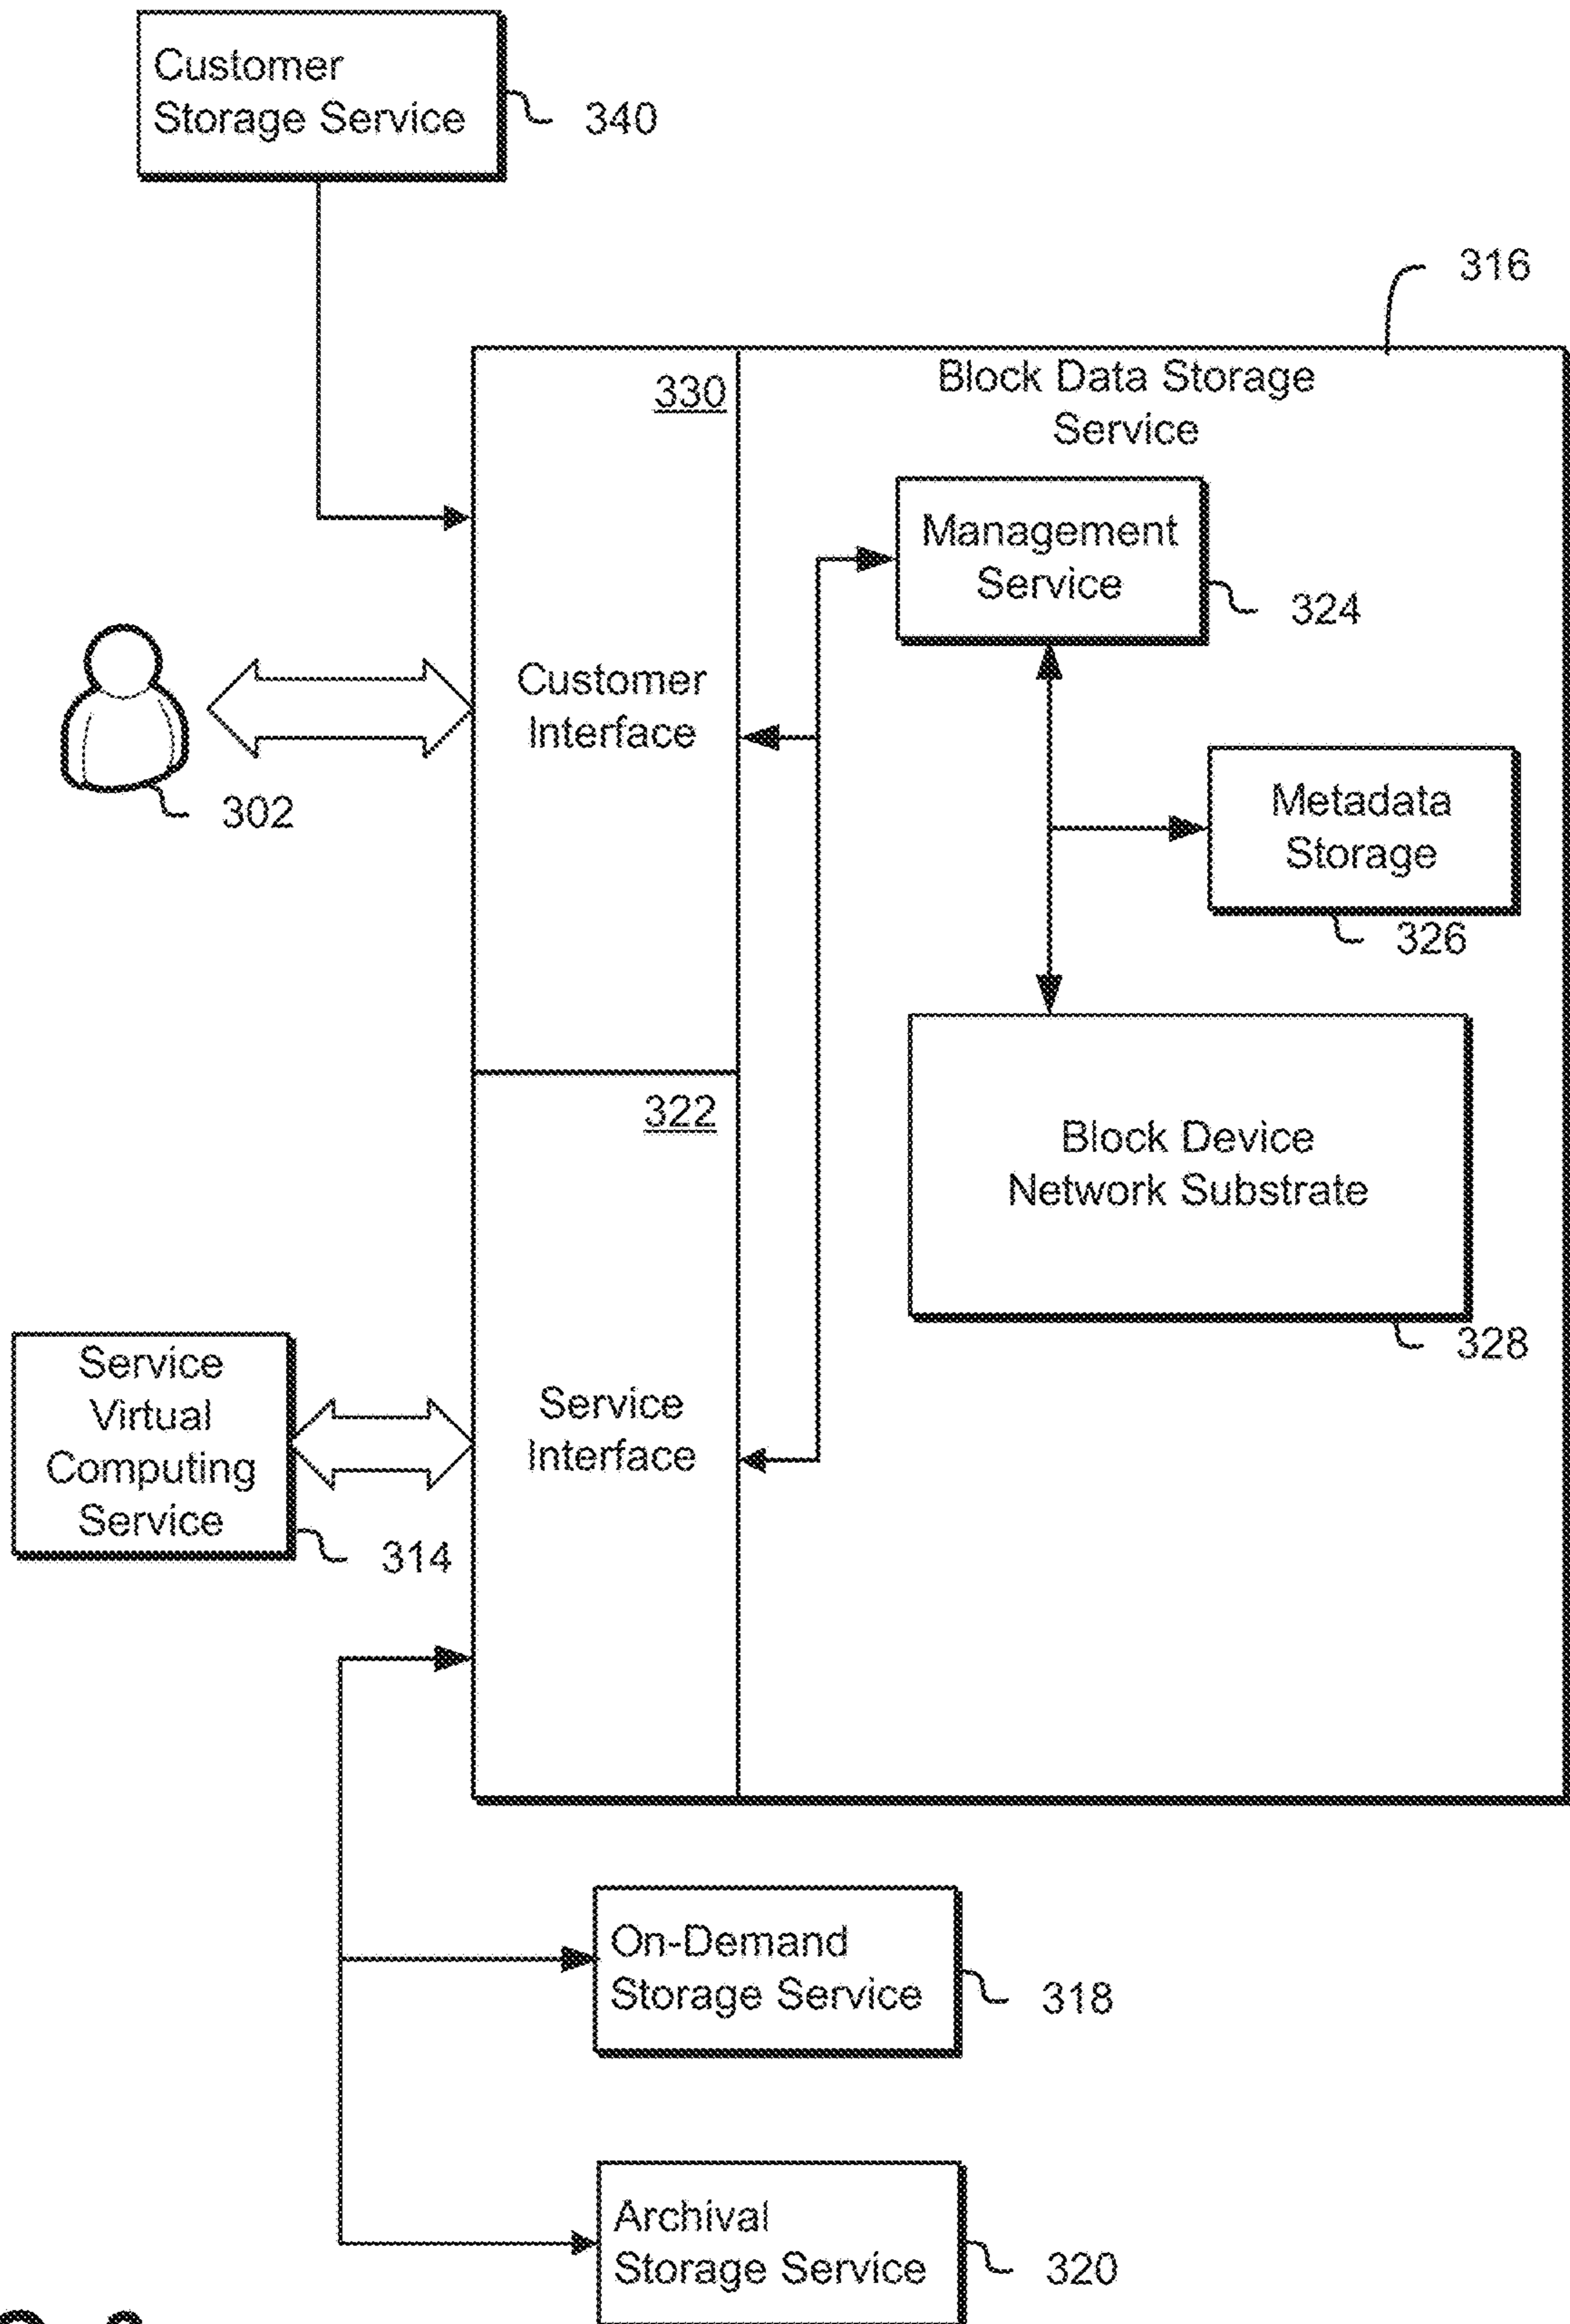 Customer
Storage Service
340
316
330
Block Data Storage
Service
Management
Service
324
Customer
Interface
302
Metadata
Storage
326
322
Block Device
Network Substrate
328
Service
Virtual
Computing
Service
314
Service
Interface
On-Demand
Storage Service
318
Archival
Storage Service
320